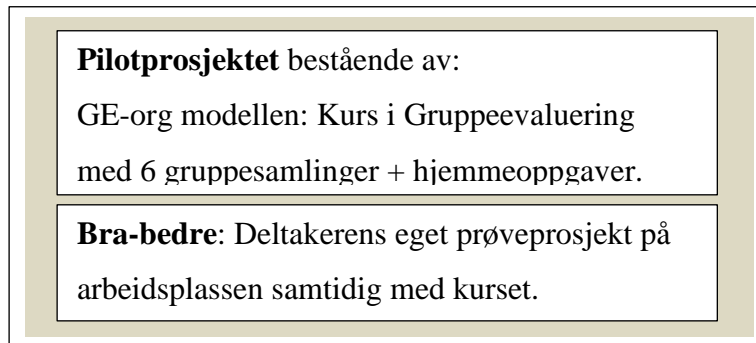 Pilotprosjektet bestående av:
GE-org modellen: Kurs i Gruppeevaluering
med 6 gruppesamlinger + hjemmeoppgaver.
Bra-bedre: Deltakerens eget prøveprosjekt på
arbeidsplassen samtidig med kurset.